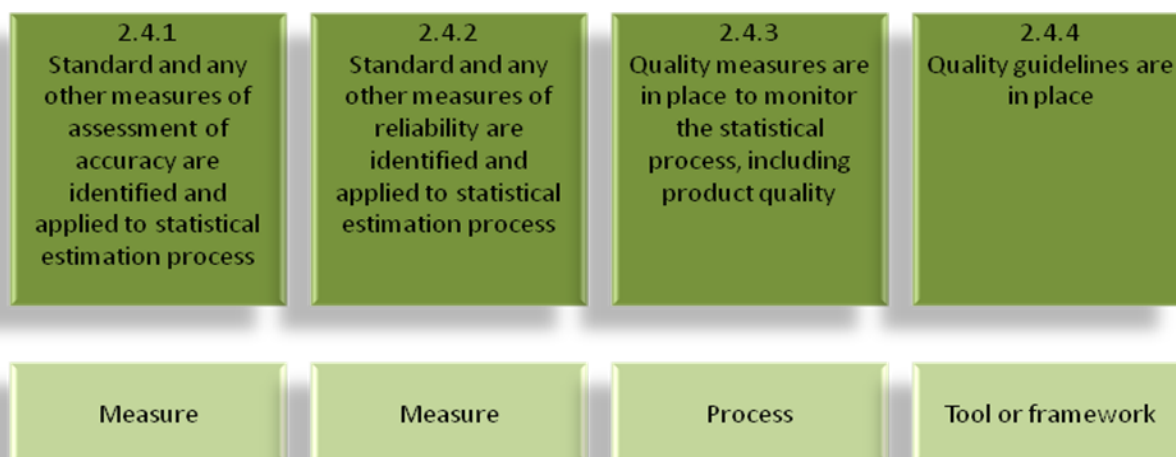 2.4.1
Standard and any
other measures of
assessment of
accuracy are
identified and
applied to statistical
estimation process
2.4.2
Standard and any
other measures of
reliability are
identified and
applied to statistical
estimation process
2.4.3
Quality measures are
in place to monitor
the statistical
process, including
product quality
2.4.4
Quality guidelines are
in place
Measure
Measure
Process
Tool or framework